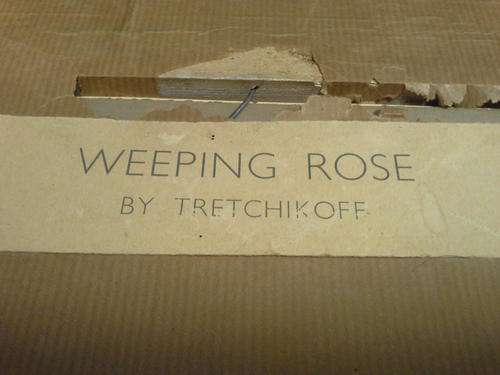 WEEPING ROSE
BY TRETCHIKOFF